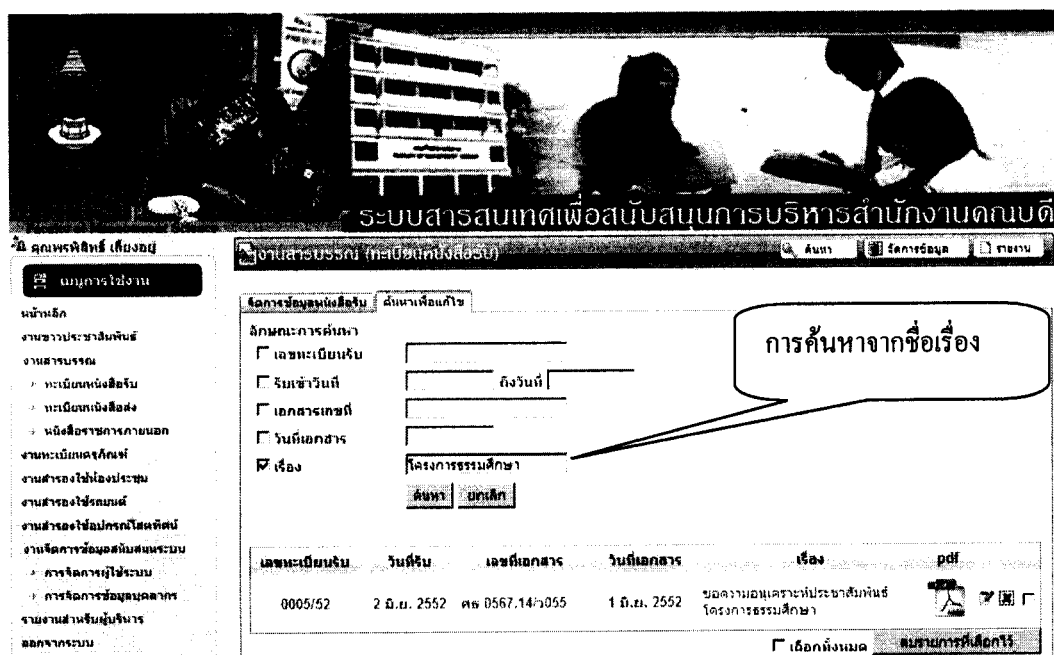 ระบบสารสนเทศเพื่อสนับสนุนการบริหารสำนักงานคณบดี
คุณพรพิสิทธิ์ เคียงอยู่
เมนูการใช้งาน
หน้าหลัก
งานข่าวประชาสัมพันธ์
งานสารบรรณ
ทะเบียนหนังสือรับ
ทะเบียนหนังสือส่ง
หนังสือราชการภายนอก
งานทะเบียนครุภัณฑ์
งานสำรองใช้ห้องประชุม
งานสำรองใช้รถยนต์
งานสำรองใช้อุปกรณ์โสตทัศน์
งานจัดการข้อมูลสนับสนุนระบบ
การจัดการผู้ใช้ระบบ
การจัดการข้อมูลบุคลากร
รายงานสำหรับผู้บริหาร
ออกจากระบบ
งานสารบรรณ (ทะเบียนหนังสือรับ)
ค้นหา จัดการข้อมูล รายงาน
จัดการข้อมูลหนังสือรับ ค้นหาเพื่อแก้ไข
ลักษณะการค้นหา
เลขทะเบียนรับ
รับเข้าวันที่ ถึงวันที่
เอกสารเลขที่
วันที่เอกสาร
เรื่อง โครงการธรรมศึกษา
ค้นหา ยกเลิก
การค้นหาจากชื่อเรื่อง
เลขทะเบียนรับ วันที่รับ เลขที่เอกสาร วันที่เอกสาร เรื่อง pdf
0005/52 2 มิ.ย. 2552 ศธ 0567.14/ว055 1 มิ.ย. 2552 ขอความอนุเคราะห์ประชาสัมพันธ์
โครงการธรรมศึกษา
เลือกทั้งหมด ลบรายการที่เลือกไว้